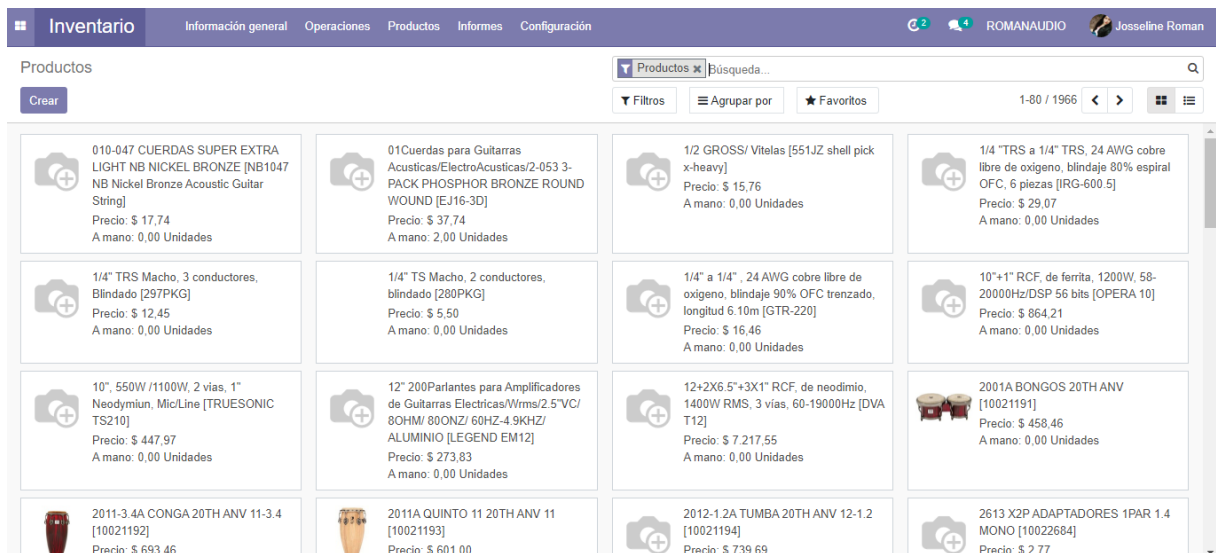 Inventario
Información general Operaciones Productos Informes Configuración
2 4 ROMANAUDIO Josseline Roman
Productos
Productos Búsqueda...
Crear
Filtros Agrupar por Favoritos
1-80 / 1966
010-047 CUERDAS SUPER EXTRA
LIGHT NB NICKEL BRONZE [NB1047
NB Nickel Bronze Acoustic Guitar
String]
Precio: $ 17,74
A mano: 0,00 Unidades
01Cuerdas para Guitarras
Acusticas/ElectroAcusticas/2-053 3-
PACK PHOSPHOR BRONZE ROUND
WOUND [EJ16-3D]
Precio: $ 37,74
A mano: 2,00 Unidades
1/2 GROSS/ Vitelas [551JZ shell pick
x-heavy]
Precio: $ 15,76
A mano: 0,00 Unidades
1/4 "TRS a 1/4" TRS, 24 AWG cobre
libre de oxigeno, blindaje 80% espiral
OFC, 6 piezas [IRG-600.5]
Precio: $ 29,07
A mano: 0,00 Unidades
1/4" TRS Macho, 3 conductores,
Blindado [297PKG]
Precio: $ 12,45
A mano: 0,00 Unidades
1/4" TS Macho, 2 conductores,
blindado [280PKG]
Precio: $ 5,50
A mano: 0,00 Unidades
1/4" a 1/4" , 24 AWG cobre libre de
oxigeno, blindaje 90% OFC trenzado,
longitud 6.10m [GTR-220]
Precio: $ 16,46
A mano: 0,00 Unidades
10"+1" RCF, de ferrita, 1200W, 58-
20000Hz/DSP 56 bits [OPERA 10]
Precio: $ 864,21
A mano: 0,00 Unidades
10", 550W /1100W, 2 vias, 1"
Neodymiun, Mic/Line [TRUESONIC
TS210]
Precio: $ 447,97
A mano: 0,00 Unidades
12" 200Parlantes para Amplificadores
de Guitarras Electricas/Wrms/2.5"VC/
8OHM/ 80ONZ/ 60HZ-4.9KHZ/
ALUMINIO [LEGEND EM12]
Precio: $ 273,83
A mano: 0,00 Unidades
12+2X6.5"+3X1" RCF, de neodimio,
1400W RMS, 3 vías, 60-19000Hz [DVA
T12]
Precio: $ 7.217,55
A mano: 0,00 Unidades
2001A BONGOS 20TH ANV
[10021191]
Precio: $ 458,46
A mano: 0,00 Unidades
2011-3.4A CONGA 20TH ANV 11-3.4
[10021192]
Precio: $ 693,46
2011A QUINTO 11 20TH ANV 11
[10021193]
Precio: $ 601,00
2012-1.2A TUMBA 20TH ANV 12-1.2
[10021194]
Precio: $ 739,69
2613 X2P ADAPTADORES 1PAR 1.4
MONO [10022684]
Precio: $ 2,77